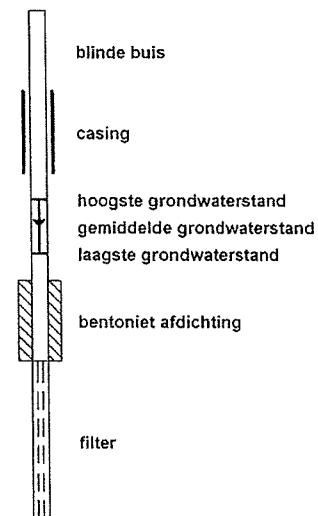 blinde buis
casing
hoogste grondwaterstand
gemiddelde grondwaterstand
laagste grondwaterstand
bentoniet afdichting
filter